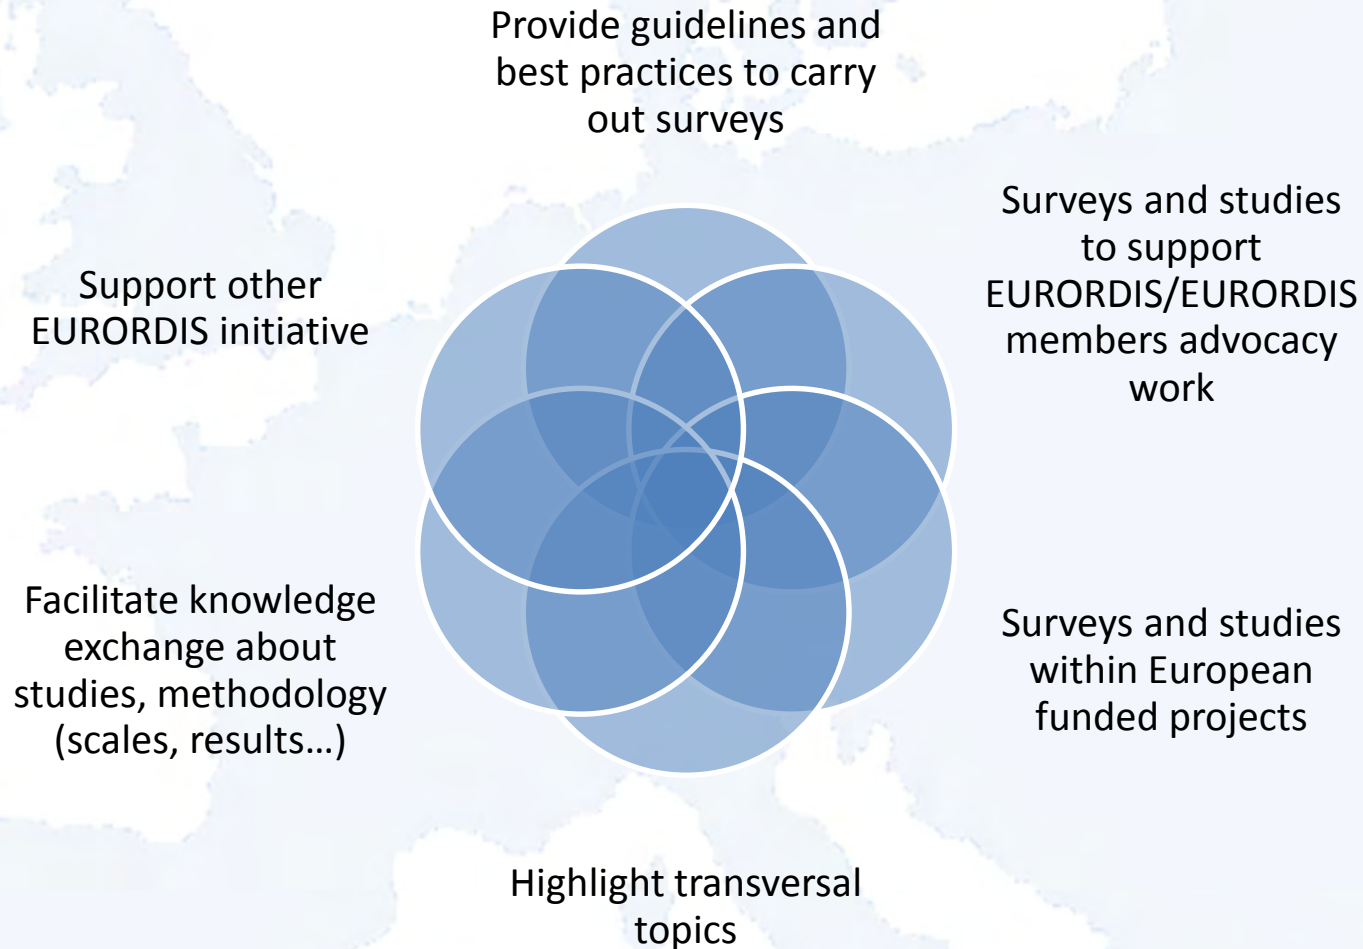 Provide guidelines and
best practices to carry
out surveys
Surveys and studies
to support
EURORDIS/EURORDIS
members advocacy
work
Support other
EURORDIS initiative
Facilitate knowledge
exchange about
studies, methodology
(scales, results…)
Surveys and studies
within European
funded projects
Highlight transversal
topics